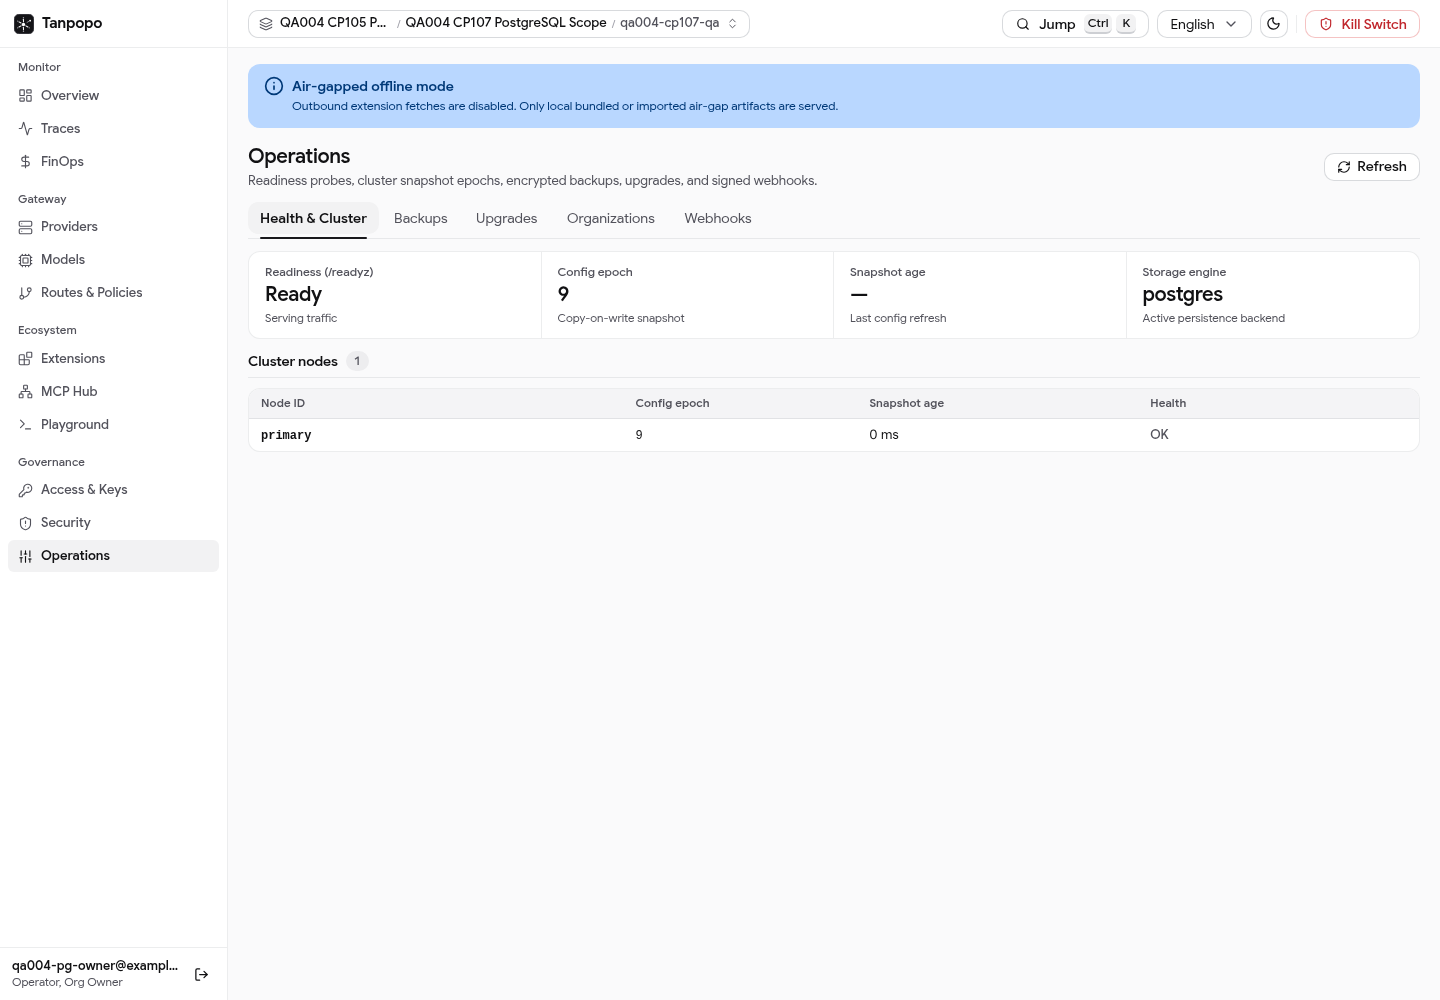 Tanpopo
QA004 CP105 P... / QA004 CP107 PostgreSQL Scope / qa004-cp107-qa
Jump Ctrl K
English
Kill Switch
Monitor
Overview
Traces
FinOps
Gateway
Providers
Models
Routes & Policies
Ecosystem
Extensions
MCP Hub
Playground
Governance
Access & Keys
Security
Operations
qa004-pg-owner@exampl...
Operator, Org Owner
Air-gapped offline mode
Outbound extension fetches are disabled. Only local bundled or imported air-gap artifacts are served.
Operations
Readiness probes, cluster snapshot epochs, encrypted backups, upgrades, and signed webhooks.
Refresh
Health & Cluster Backups Upgrades Organizations Webhooks
Readiness (/readyz)
Ready
Serving traffic
Config epoch
9
Copy-on-write snapshot
Snapshot age
—
Last config refresh
Storage engine
postgres
Active persistence backend
Cluster nodes 1
Node ID Config epoch Snapshot age Health
primary 9 0 ms OK